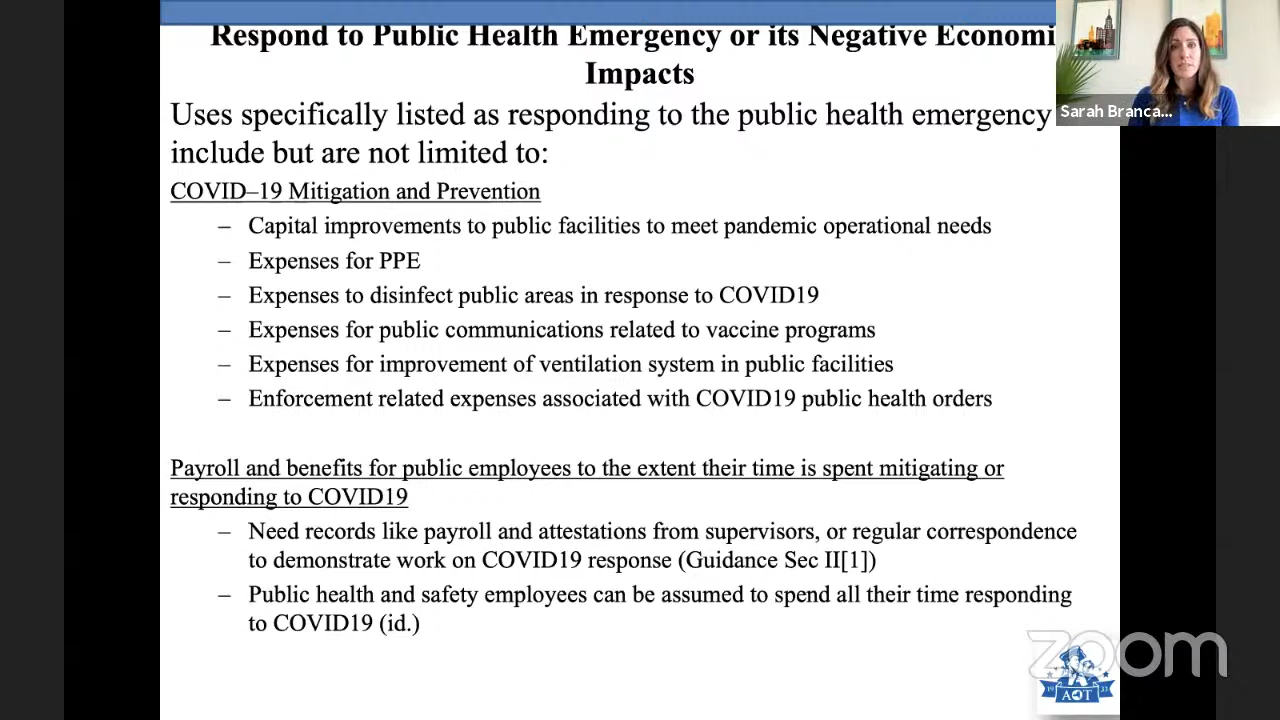 Respond to Public Health Emergency or its Negative Economi
Impacts
Uses specifically listed as responding to the public health emergency
include but are not limited to:
COVID–19 Mitigation and Prevention
– Capital improvements to public facilities to meet pandemic operational needs
– Expenses for PPE
– Expenses to disinfect public areas in response to COVID19
– Expenses for public communications related to vaccine programs
– Expenses for improvement of ventilation system in public facilities
– Enforcement related expenses associated with COVID19 public health orders
Payroll and benefits for public employees to the extent their time is spent mitigating or
responding to COVID19
– Need records like payroll and attestations from supervisors, or regular correspondence
to demonstrate work on COVID19 response (Guidance Sec II[1])
– Public health and safety employees can be assumed to spend all their time responding
to COVID19 (id.)
Sarah Branca...
zoom
19 AOT 33